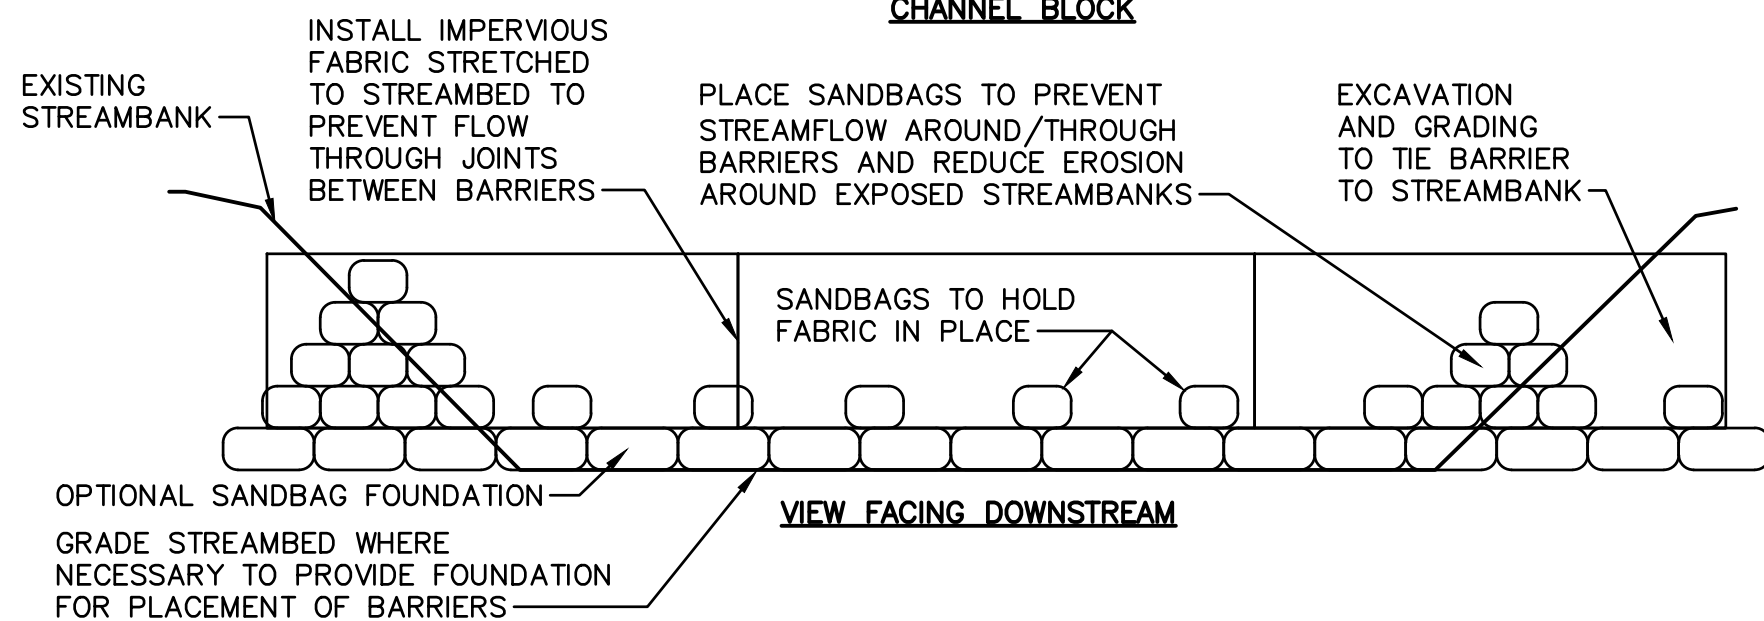 CHANNEL BLOCK
INSTALL IMPERVIOUS
FABRIC STRETCHED
TO STREAMBED TO
PREVENT FLOW
THROUGH JOINTS
BETWEEN BARRIERS
EXISTING
STREAMBANK
PLACE SANDBAGS TO PREVENT
STREAMFLOW AROUND/THROUGH
BARRIERS AND REDUCE EROSION
AROUND EXPOSED STREAMBANKS
EXCAVATION
AND GRADING
TO TIE BARRIER
TO STREAMBANK
SANDBAGS TO HOLD
FABRIC IN PLACE
OPTIONAL SANDBAG FOUNDATION
VIEW FACING DOWNSTREAM
GRADE STREAMBED WHERE
NECESSARY TO PROVIDE FOUNDATION
FOR PLACEMENT OF BARRIERS